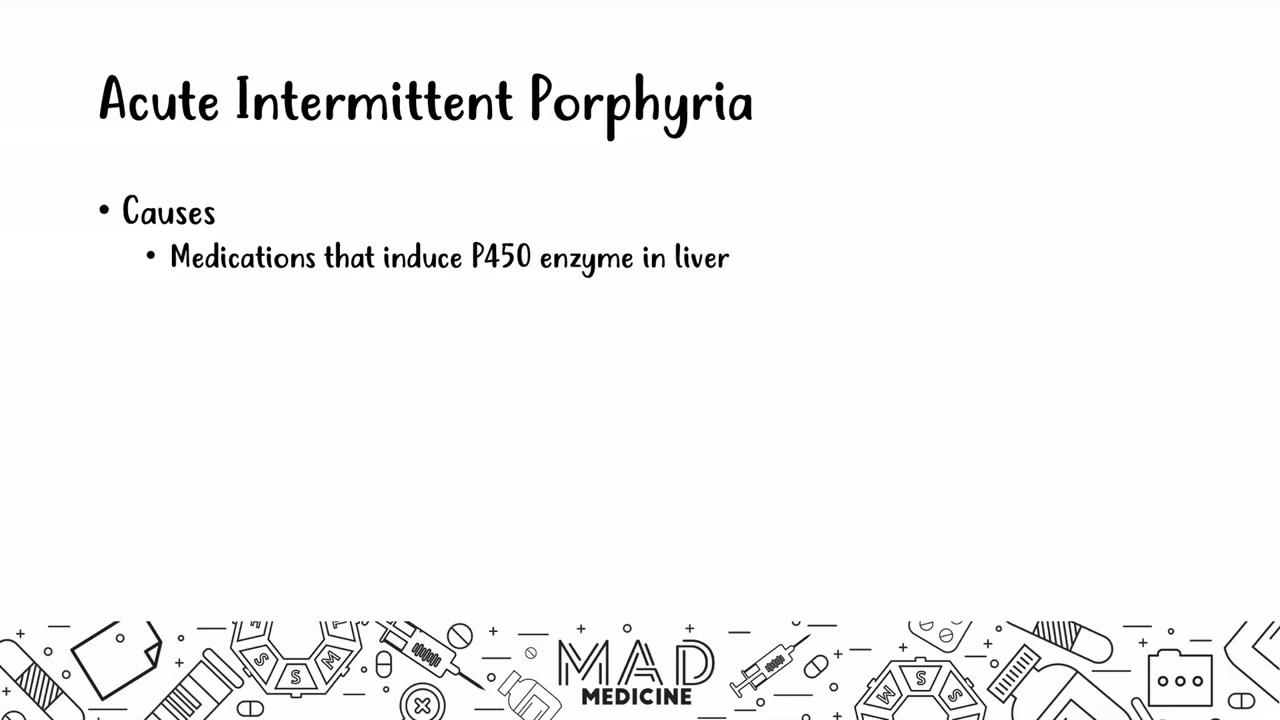 Acute Intermittent Porphyria
• Causes
• Medications that induce P450 enzyme in liver
MAD
MEDICINE
S
S
M
M
S
S